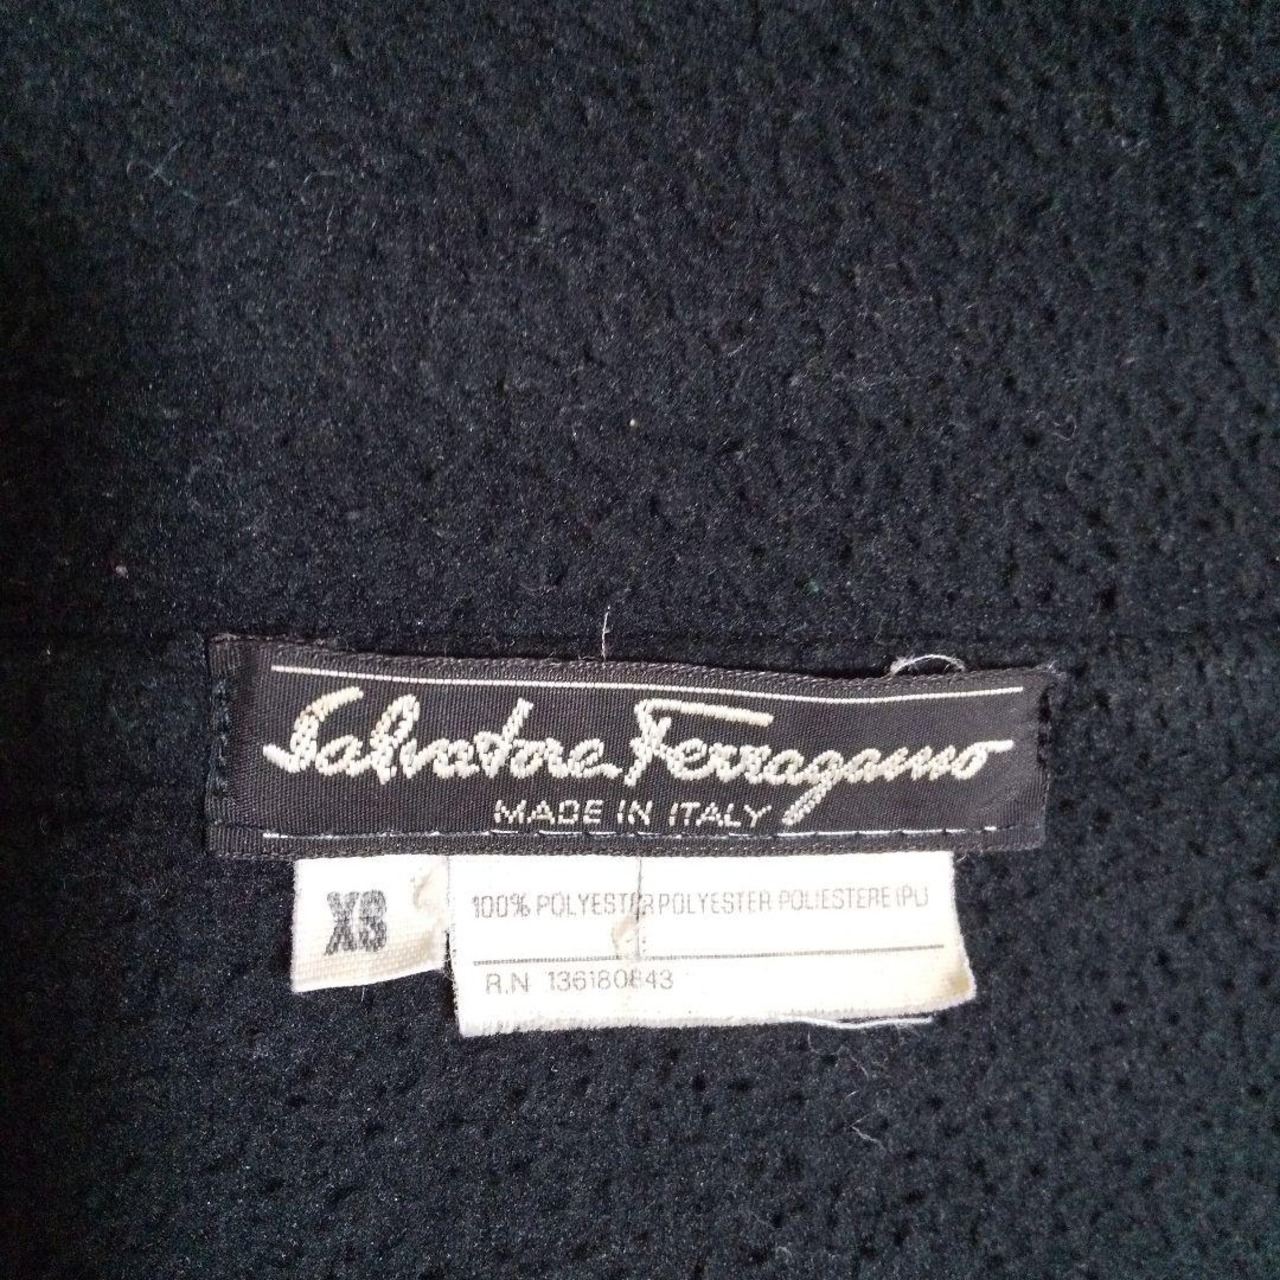 Salvatore Ferragamo
MADE IN ITALY
XS
100% POLYESTER POLYESTER POLIESTERE (PL)
R.N 136180843